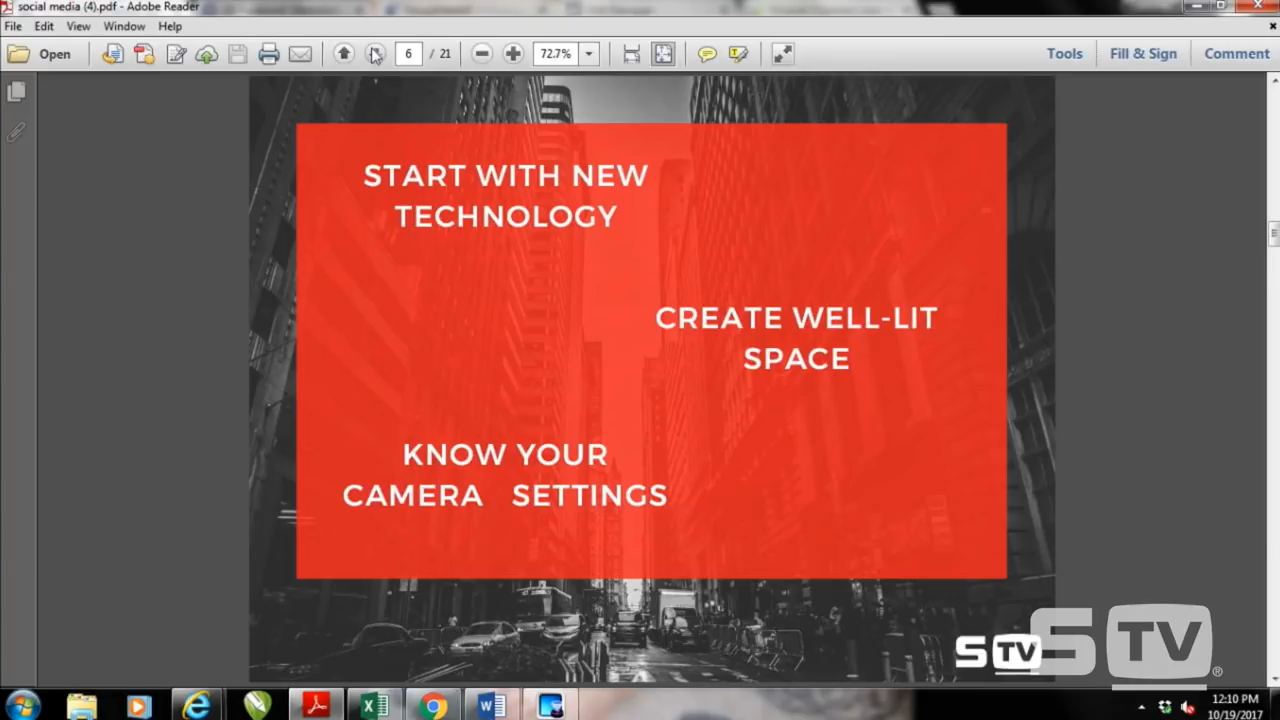 social media (4).pdf - Adobe Reader
File Edit View Window Help
Open 6 / 21 72.7% Tools Fill & Sign Comment
START WITH NEW
TECHNOLOGY
CREATE WELL-LIT
SPACE
KNOW YOUR
CAMERA SETTINGS
STV
STV®
12:10 PM
10/19/2017